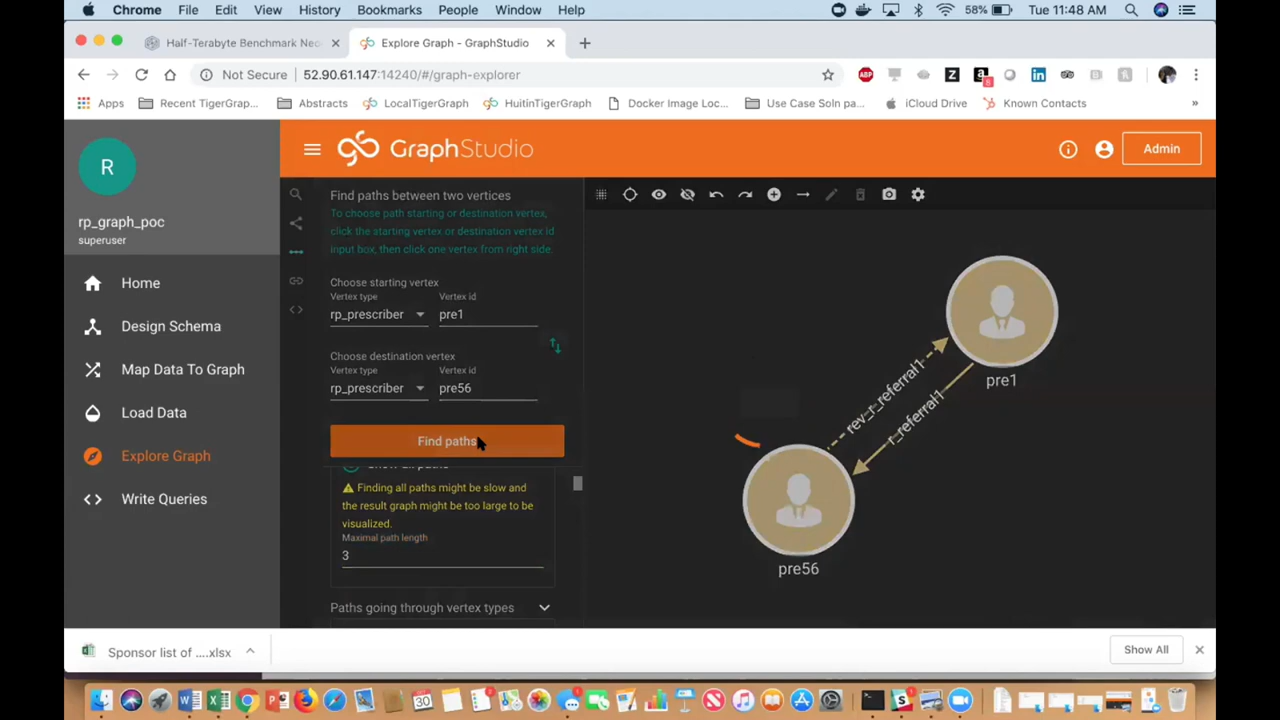 Chrome File Edit View History Bookmarks People Window Help 58% Tue 11:48 AM
Half-Terabyte Benchmark Neo Explore Graph - GraphStudio
Not Secure 52.90.61.147:14240/#/graph-explorer
Apps Recent TigerGrap... Abstracts LocalTigerGraph HuitinTigerGraph Docker Image Loc... Use Case Soln pa... iCloud Drive Known Contacts »
R
rp_graph_poc
superuser
Home
Design Schema
Map Data To Graph
Load Data
Explore Graph
Write Queries
GraphStudio
Admin
Find paths between two vertices
To choose path starting or destination vertex,
click the starting vertex or destination vertex id
input box, then click one vertex from right side.
Choose starting vertex
Vertex type Vertex id
rp_prescriber pre1
Choose destination vertex
Vertex type Vertex id
rp_prescriber pre56
Find paths
Show all paths
Finding all paths might be slow and
the result graph might be too large to be
visualized.
Maximal path length
3
Paths going through vertex types
pre1
rev_r_referral1
r_referral1
pre56
Sponsor list of ....xlsx
Show All